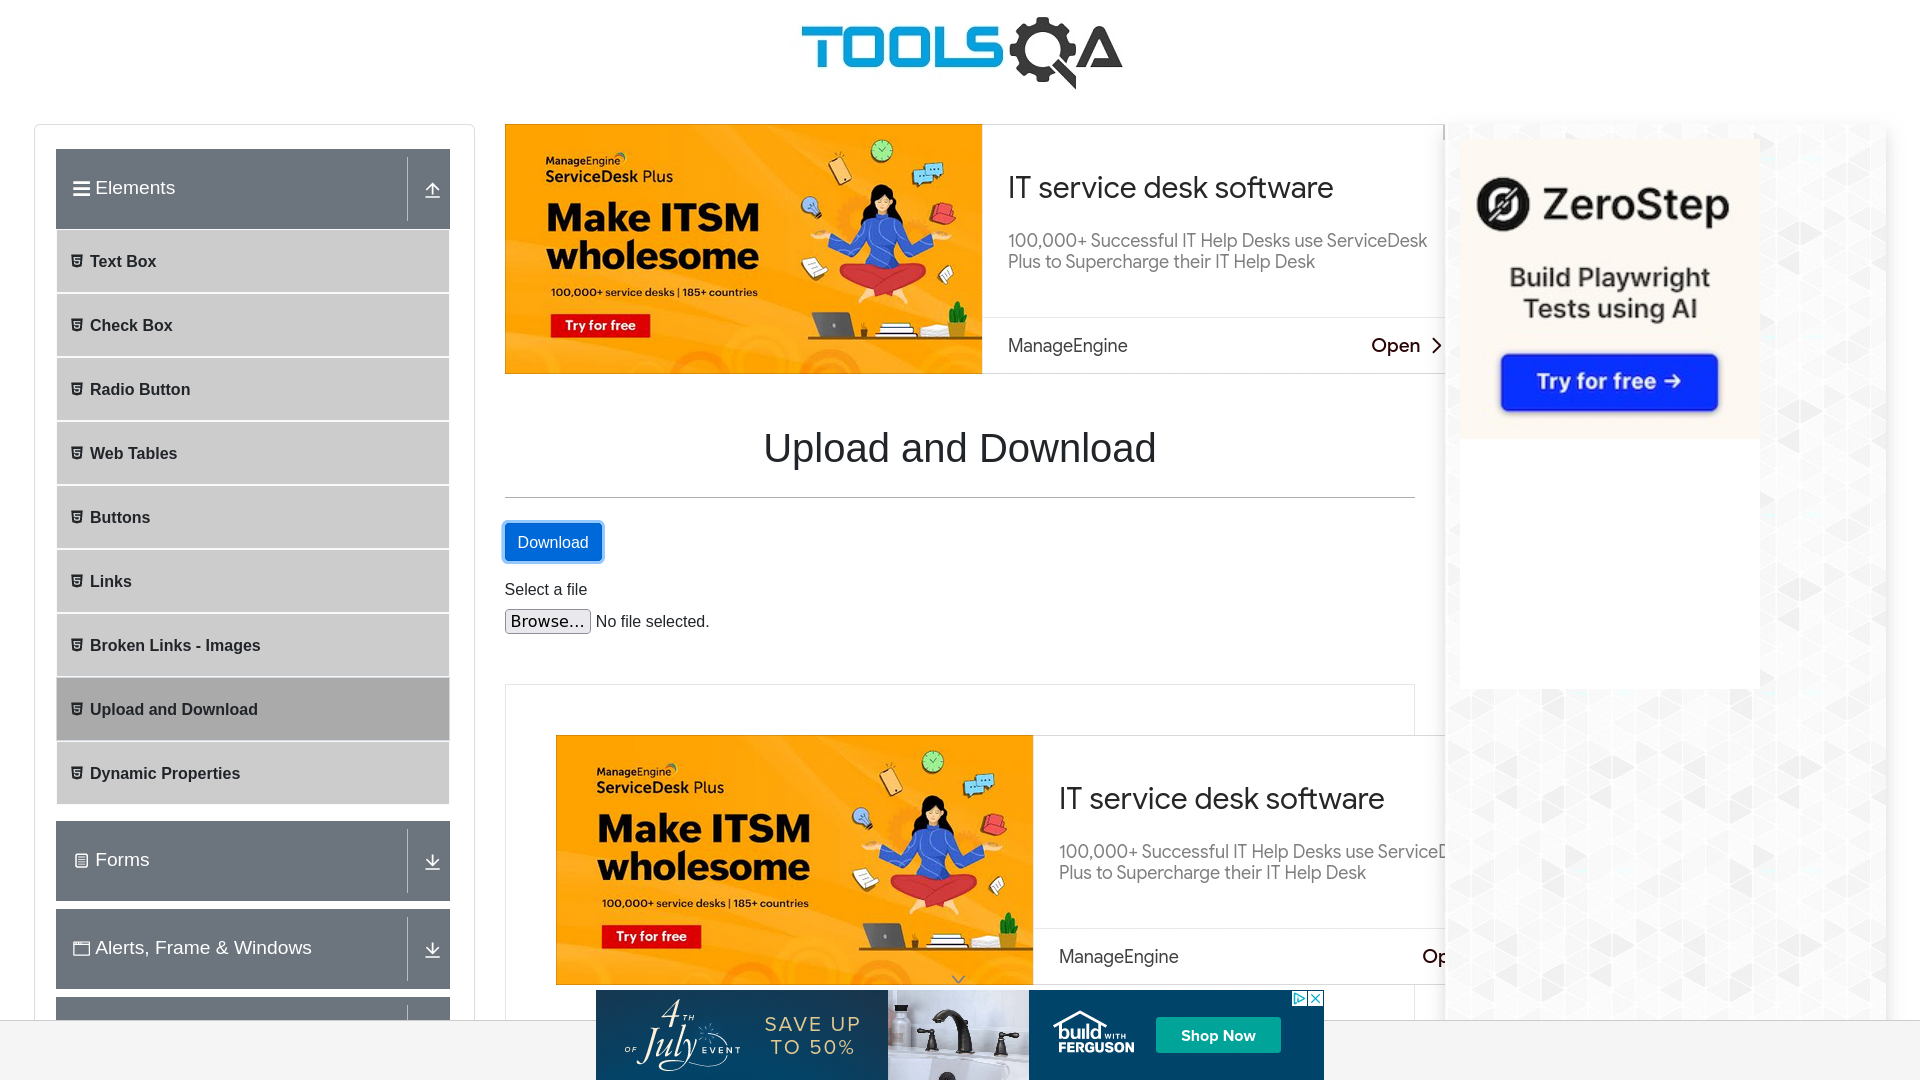 TOOLSQA
Elements
Text Box
Check Box
Radio Button
Web Tables
Buttons
Links
Broken Links - Images
Upload and Download
Dynamic Properties
Forms
Alerts, Frame & Windows
ManageEngine
ServiceDesk Plus
Make ITSM
wholesome
100,000+ service desks | 185+ countries
Try for free
IT service desk software
100,000+ Successful IT Help Desks use ServiceDesk
Plus to Supercharge their IT Help Desk
ManageEngine
Open
Upload and Download
Download
Select a file
Browse... No file selected.
ManageEngine
ServiceDesk Plus
Make ITSM
wholesome
100,000+ service desks | 185+ countries
Try for free
IT service desk software
100,000+ Successful IT Help Desks use ServiceD
Plus to Supercharge their IT Help Desk
ManageEngine
Op
ZeroStep
Build Playwright
Tests using AI
Try for free →
4TH
OF July EVENT
SAVE UP
TO 50%
build WITH
FERGUSON
Shop Now